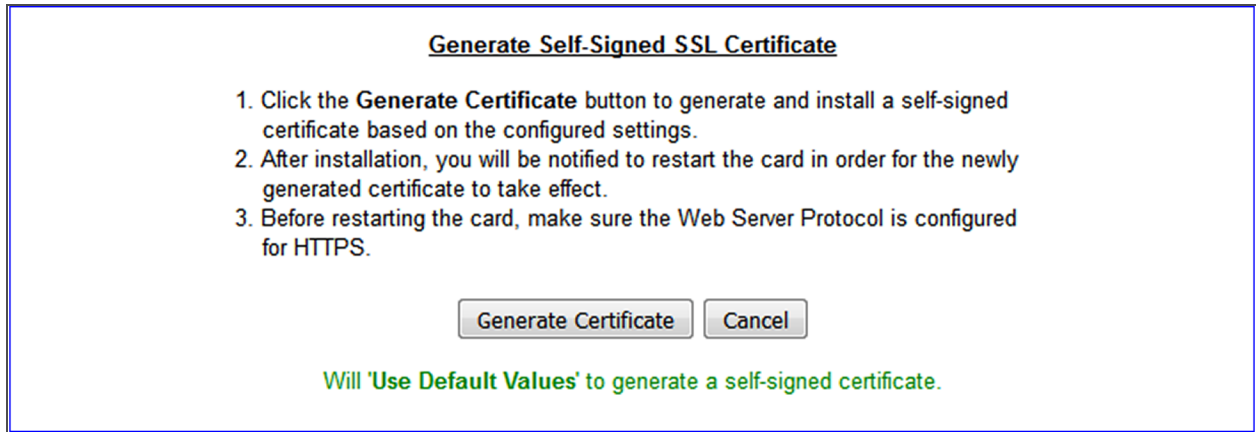 Generate Self-Signed SSL Certificate
1. Click the Generate Certificate button to generate and install a self-signed
certificate based on the configured settings.
2. After installation, you will be notified to restart the card in order for the newly
generated certificate to take effect.
3. Before restarting the card, make sure the Web Server Protocol is configured
for HTTPS.
Generate Certificate Cancel
Will 'Use Default Values' to generate a self-signed certificate.